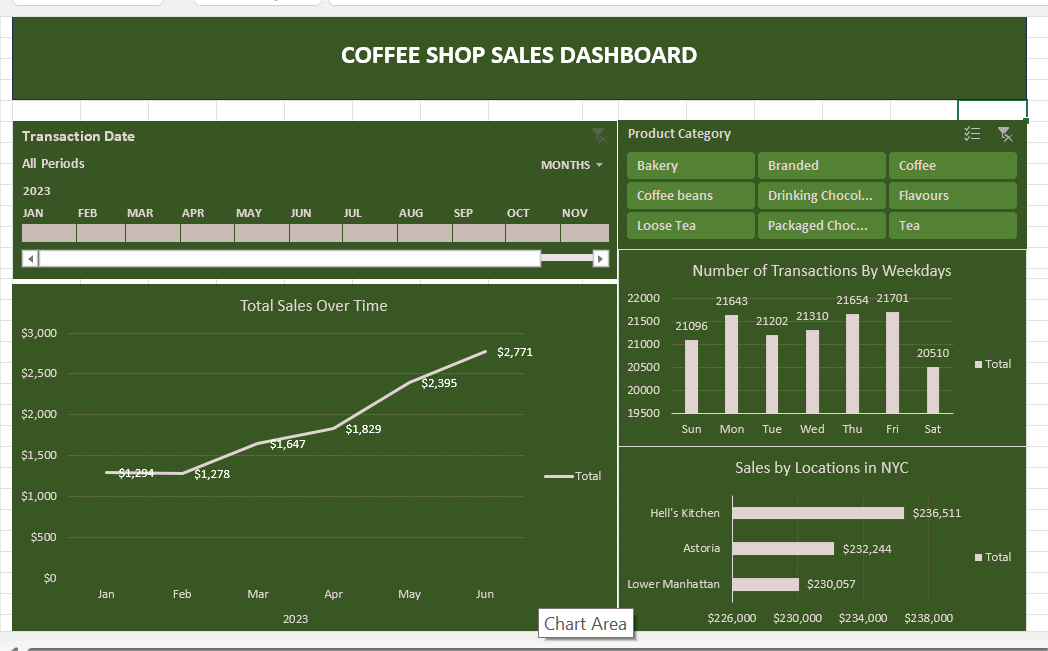 COFFEE SHOP SALES DASHBOARD
Transaction Date
All Periods
MONTHS
2023
JAN FEB MAR APR MAY JUN JUL AUG SEP OCT NOV
Product Category
Bakery Branded Coffee
Coffee beans Drinking Chocol... Flavours
Loose Tea Packaged Choc... Tea
Total Sales Over Time
$3,000
$2,500
$2,000
$1,500
$1,000
$500
$0
$1,294
$1,278
$1,647
$1,829
$2,395
$2,771
Total
Jan Feb Mar Apr May Jun
2023
Number of Transactions By Weekdays
22000
21500
21000
20500
20000
19500
21096
21643
21202
21310
21654
21701
20510
Total
Sun Mon Tue Wed Thu Fri Sat
Sales by Locations in NYC
Hell's Kitchen $236,511
Astoria $232,244
Lower Manhattan $230,057
Total
$226,000 $230,000 $234,000 $238,000
Chart Area